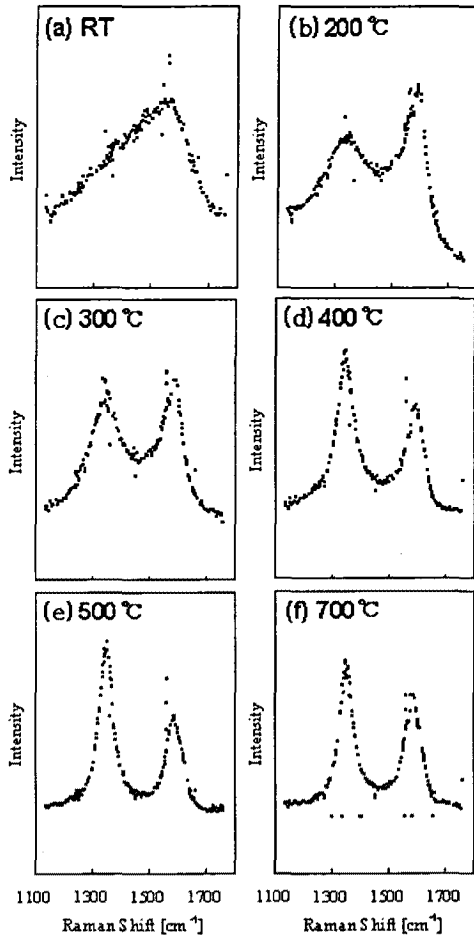 (a) RT
Intensity
(b) 200 ℃
Intensity
(c) 300 ℃
Intensity
(d) 400 ℃
Intensity
(e) 500 ℃
Intensity
(f) 700 ℃
Intensity
1100 1300 1500 1700
Raman Shift [cm⁻¹]
1100 1300 1500 1700
Raman Shift [cm⁻¹]